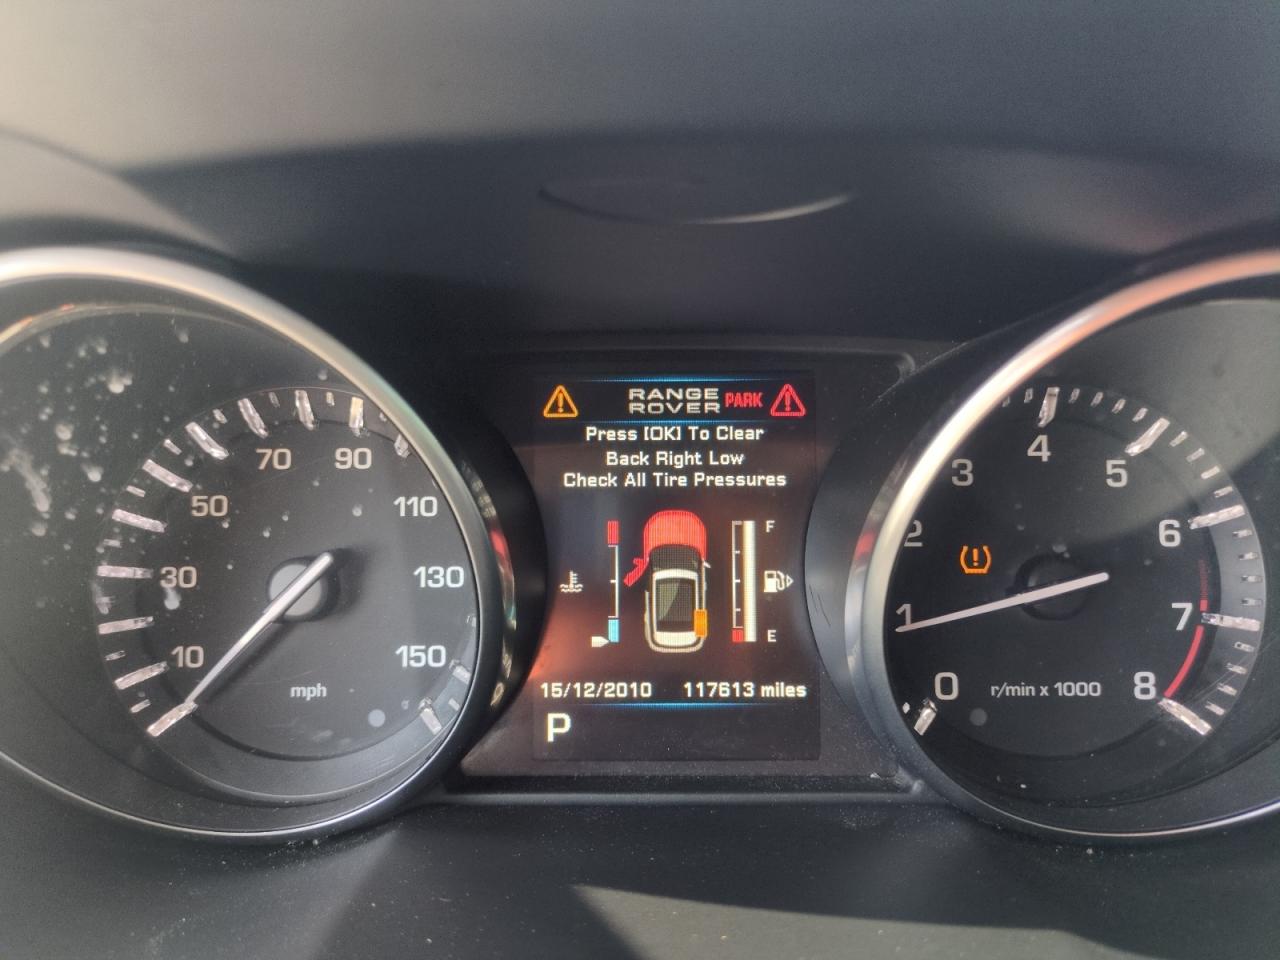 RANGE
ROVER
PARK
Press [OK] To Clear
Back Right Low
Check All Tire Pressures
F
E
15/12/2010 117613 miles
P
10
30
50
70
90
110
130
150
mph
0
1
2
3
4
5
6
7
8
r/min x 1000